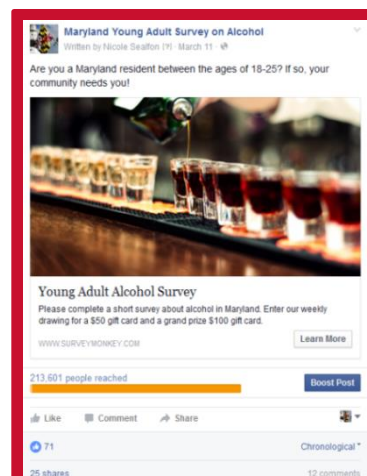 Maryland Young Adult Survey on Alcohol
Written by Nicole Sealfon [?] · March 11 ·
Are you a Maryland resident between the ages of 18-25? If so, your
community needs you!
Young Adult Alcohol Survey
Please complete a short survey about alcohol in Maryland. Enter our weekly
drawing for a $50 gift card and a grand prize $100 gift card.
WWW.SURVEYMONKEY.COM
Learn More
213,601 people reached
Boost Post
Like Comment Share
71
Chronological
25 shares
12 comments